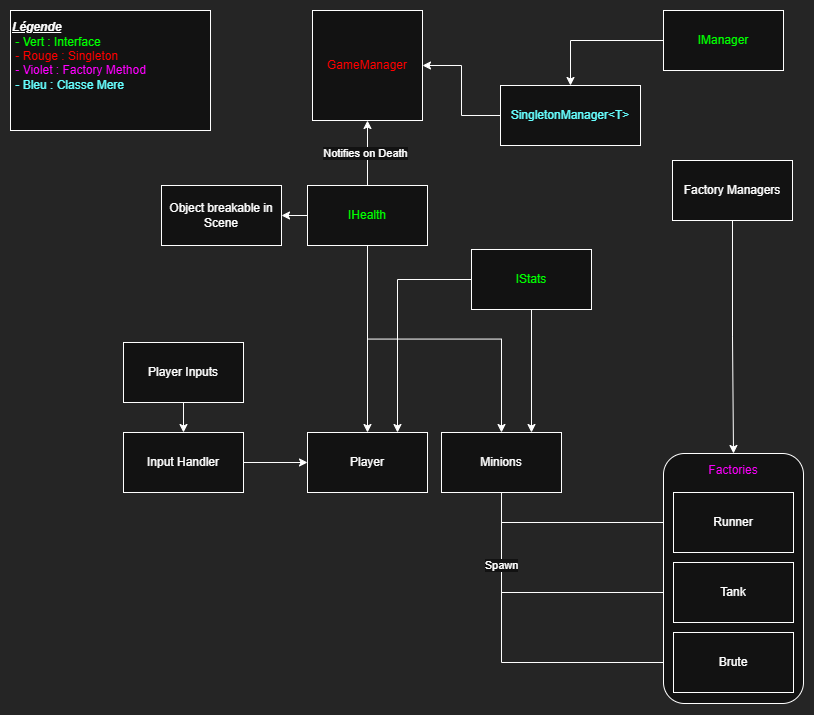 Légende
- Vert : Interface
- Rouge : Singleton
- Violet : Factory Method
- Bleu : Classe Mere
GameManager
IManager
SingletonManager<T>
Notifies on Death
Factory Managers
Object breakable in
Scene
IHealth
IStats
Player Inputs
Input Handler
Player
Minions
Factories
Runner
Spawn
Tank
Brute